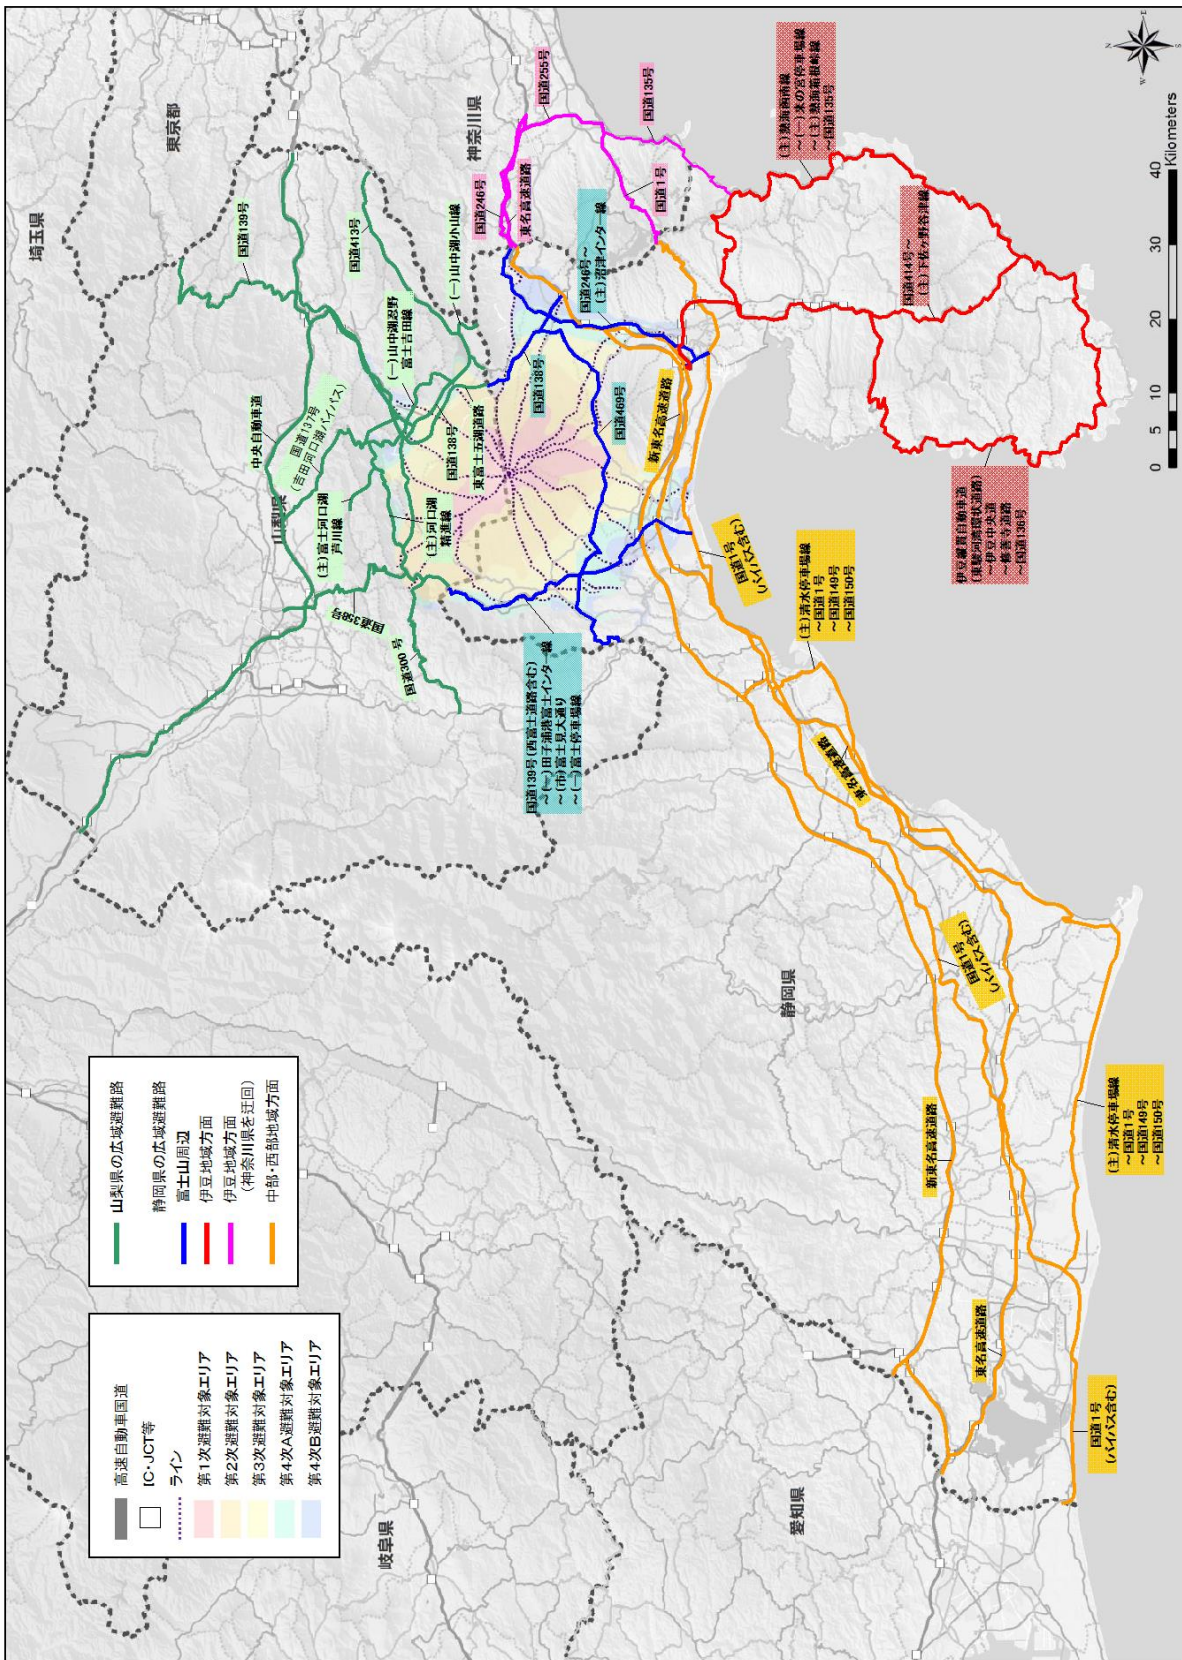 高速自動車国道
IC・JCT等
ライン
第1次避難対象エリア
第2次避難対象エリア
第3次避難対象エリア
第4次A避難対象エリア
第4次B避難対象エリア
山梨県の広域避難路
静岡県の広域避難路
富士山周辺
伊豆地域方面
伊豆地域方面
(神奈川県を迂回)
中部・西部地域方面
埼玉県
東京都
神奈川県
山梨県
静岡県
愛知県
岐阜県
国道139号
国道413号
(一)山中湖小山線
(一)山中湖忍野
富士吉田線
中央自動車道
国道137号
(吉田河口湖バイパス)
国道138号
東富士五湖道路
(主)富士河口湖
芦川線
(主)河口湖
精進線
国道358号
国道300号
国道246号
東名高速道路
国道255号
国道135号
国道1号
国道246号~
(主)沼津インター線
国道138号
国道469号
国道139号(西富士道路含む)
~(一)田子浦港富士インター線
~(市)富士見大通り
~(一)富士停車場線
(主)熱海函南線
~(一)来の宮停車場線
~(主)熱海箱根峠線
~国道135号
国道414号~
(主)下佐ヶ野谷津線
伊豆縦貫自動車道
(東駿河湾環状道路)
~伊豆中央道
~修善寺道路
~国道136号
新東名高速道路
国道1号
(バイパス含む)
(主)清水停車場線
~国道1号
~国道149号
~国道150号
東名高速道路
国道1号
(バイパス含む)
新東名高速道路
(主)清水停車場線
~国道1号
~国道149号
~国道150号
東名高速道路
国道1号
(バイパス含む)
N
E
S
W
0 5 10 20 30 40
Kilometers